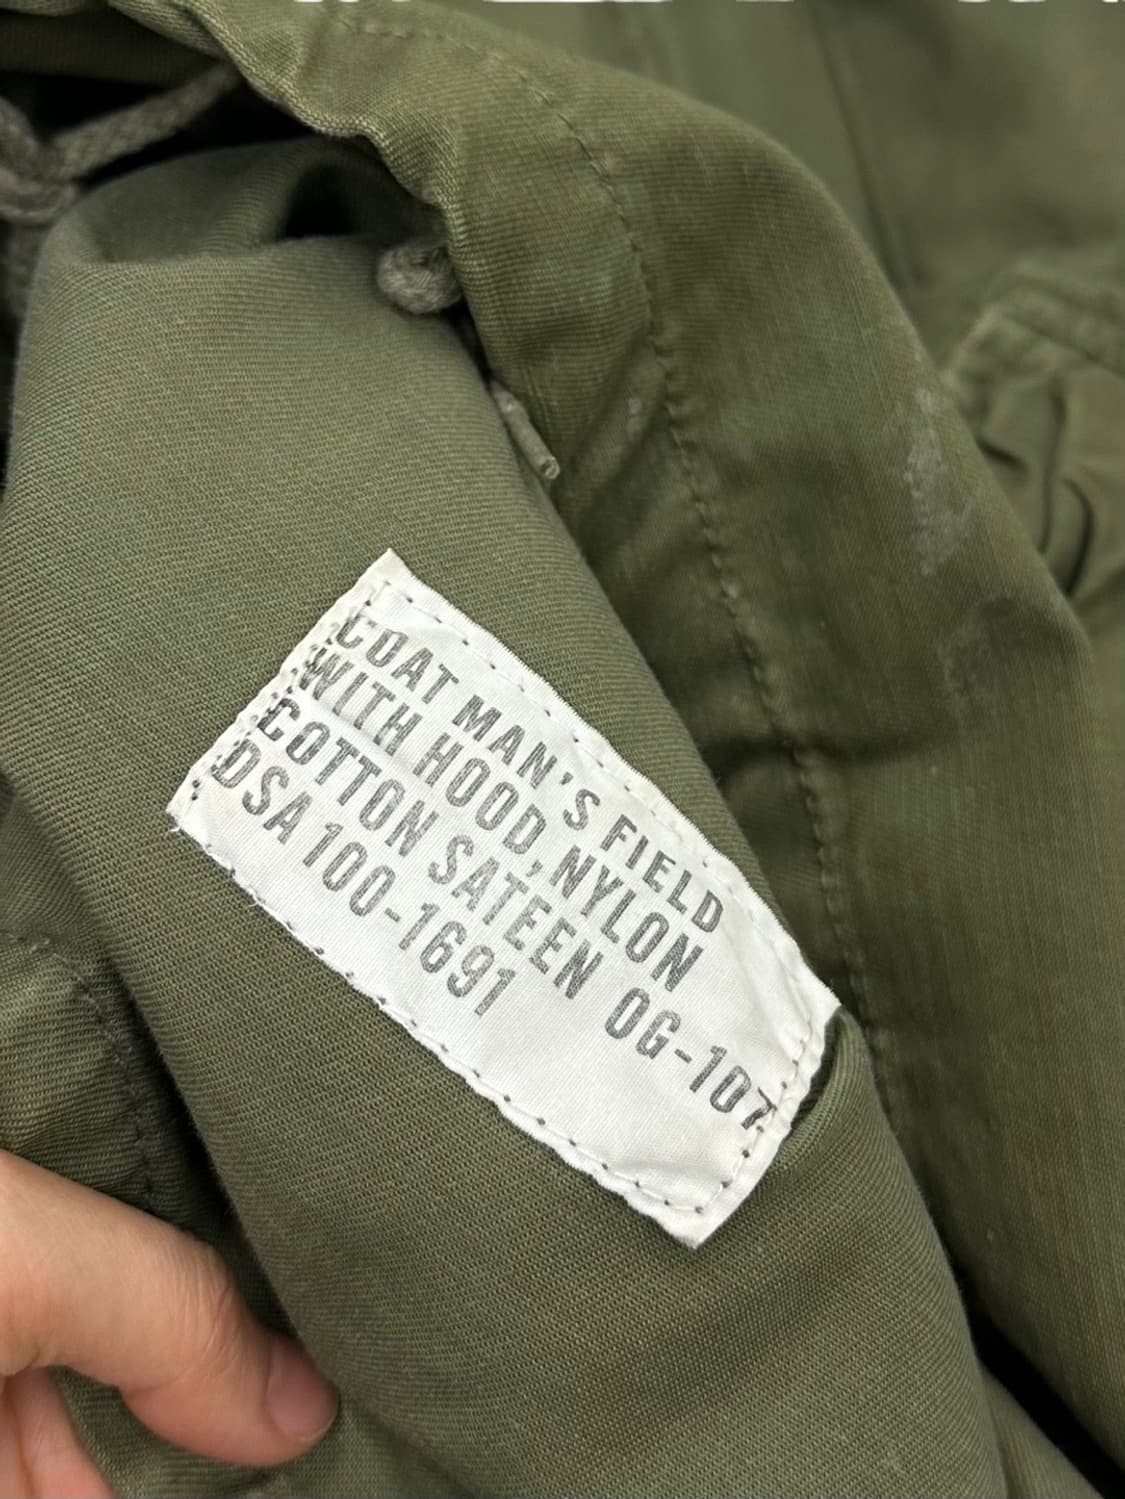 COAT MAN'S FIELD
WITH HOOD, NYLON
COTTON SATEEN OG-107
DSA 100-1691